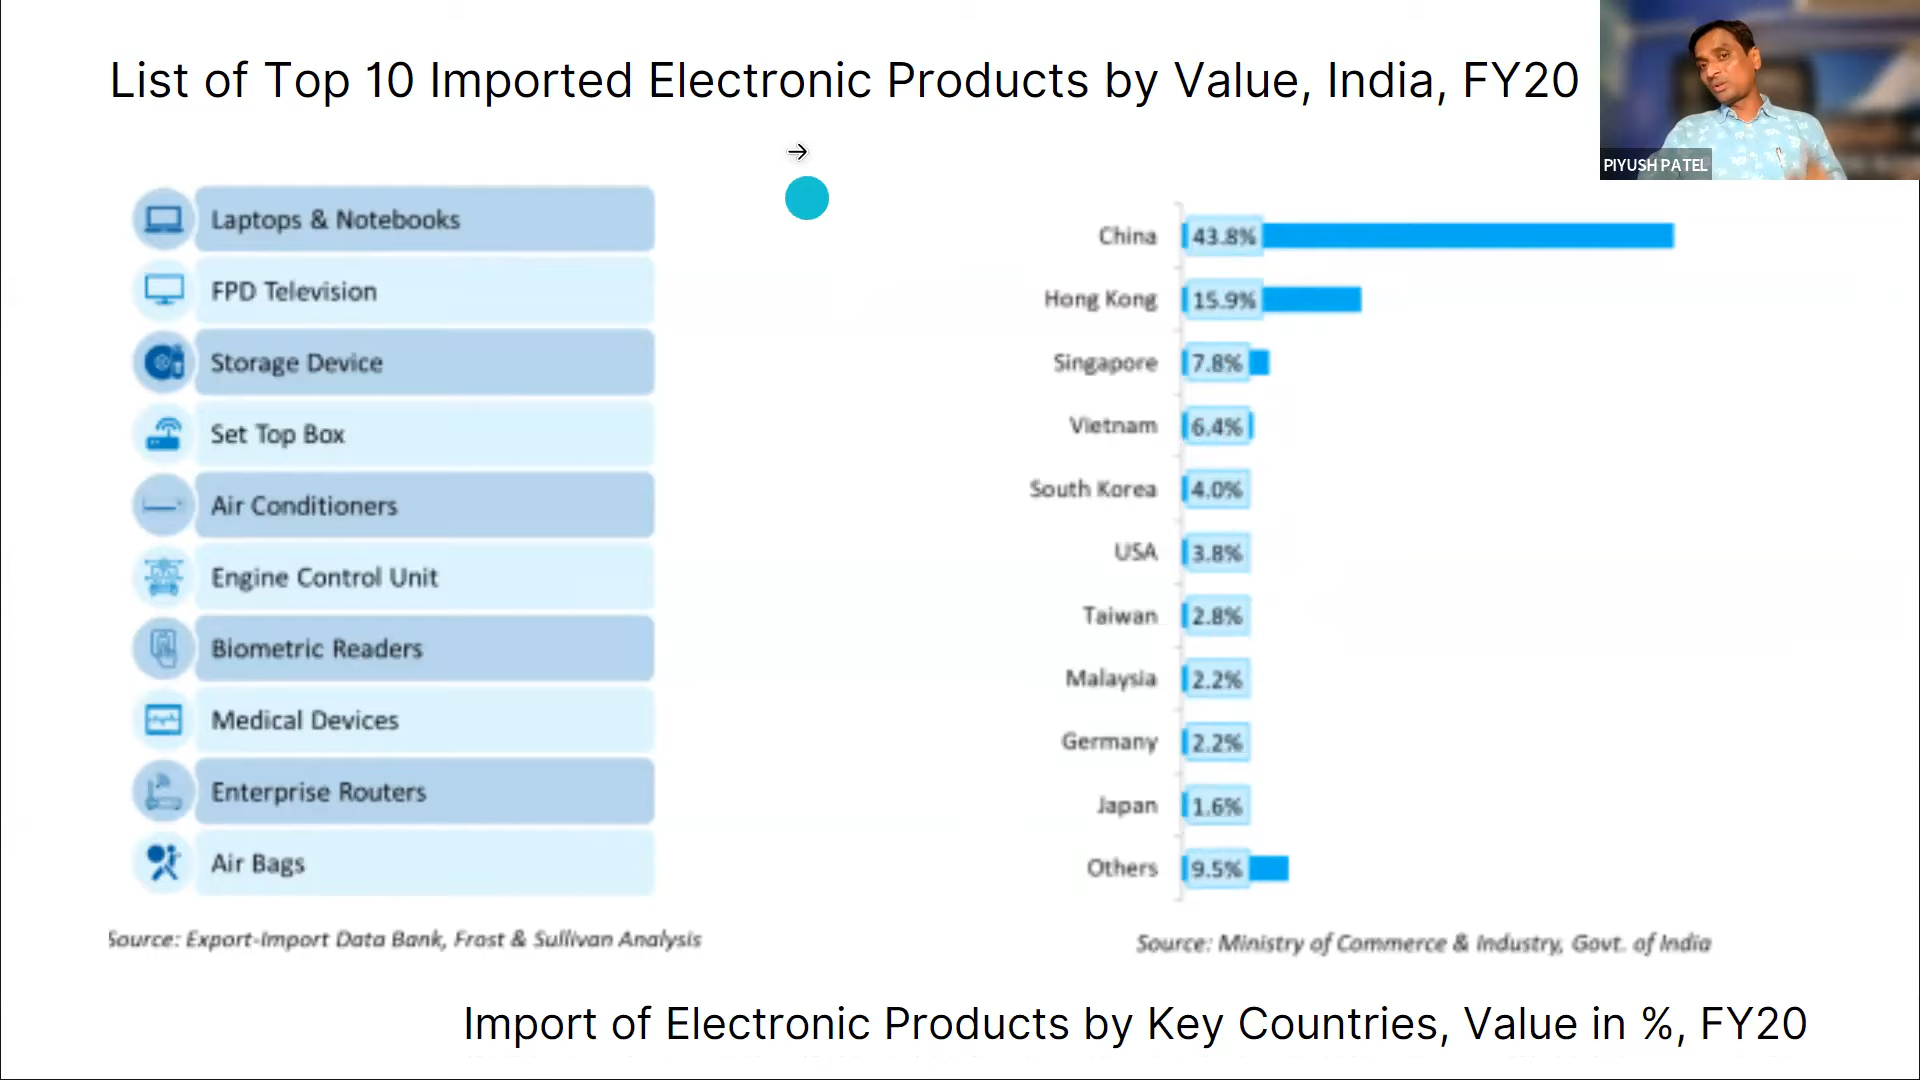 List of Top 10 Imported Electronic Products by Value, India, FY20
PIYUSH PATEL
Laptops & Notebooks
FPD Television
Storage Device
Set Top Box
Air Conditioners
Engine Control Unit
Biometric Readers
Medical Devices
Enterprise Routers
Air Bags
Source: Export-Import Data Bank, Frost & Sullivan Analysis
China 43.8%
Hong Kong 15.9%
Singapore 7.8%
Vietnam 6.4%
South Korea 4.0%
USA 3.8%
Taiwan 2.8%
Malaysia 2.2%
Germany 2.2%
Japan 1.6%
Others 9.5%
Source: Ministry of Commerce & Industry, Govt. of India
Import of Electronic Products by Key Countries, Value in %, FY20